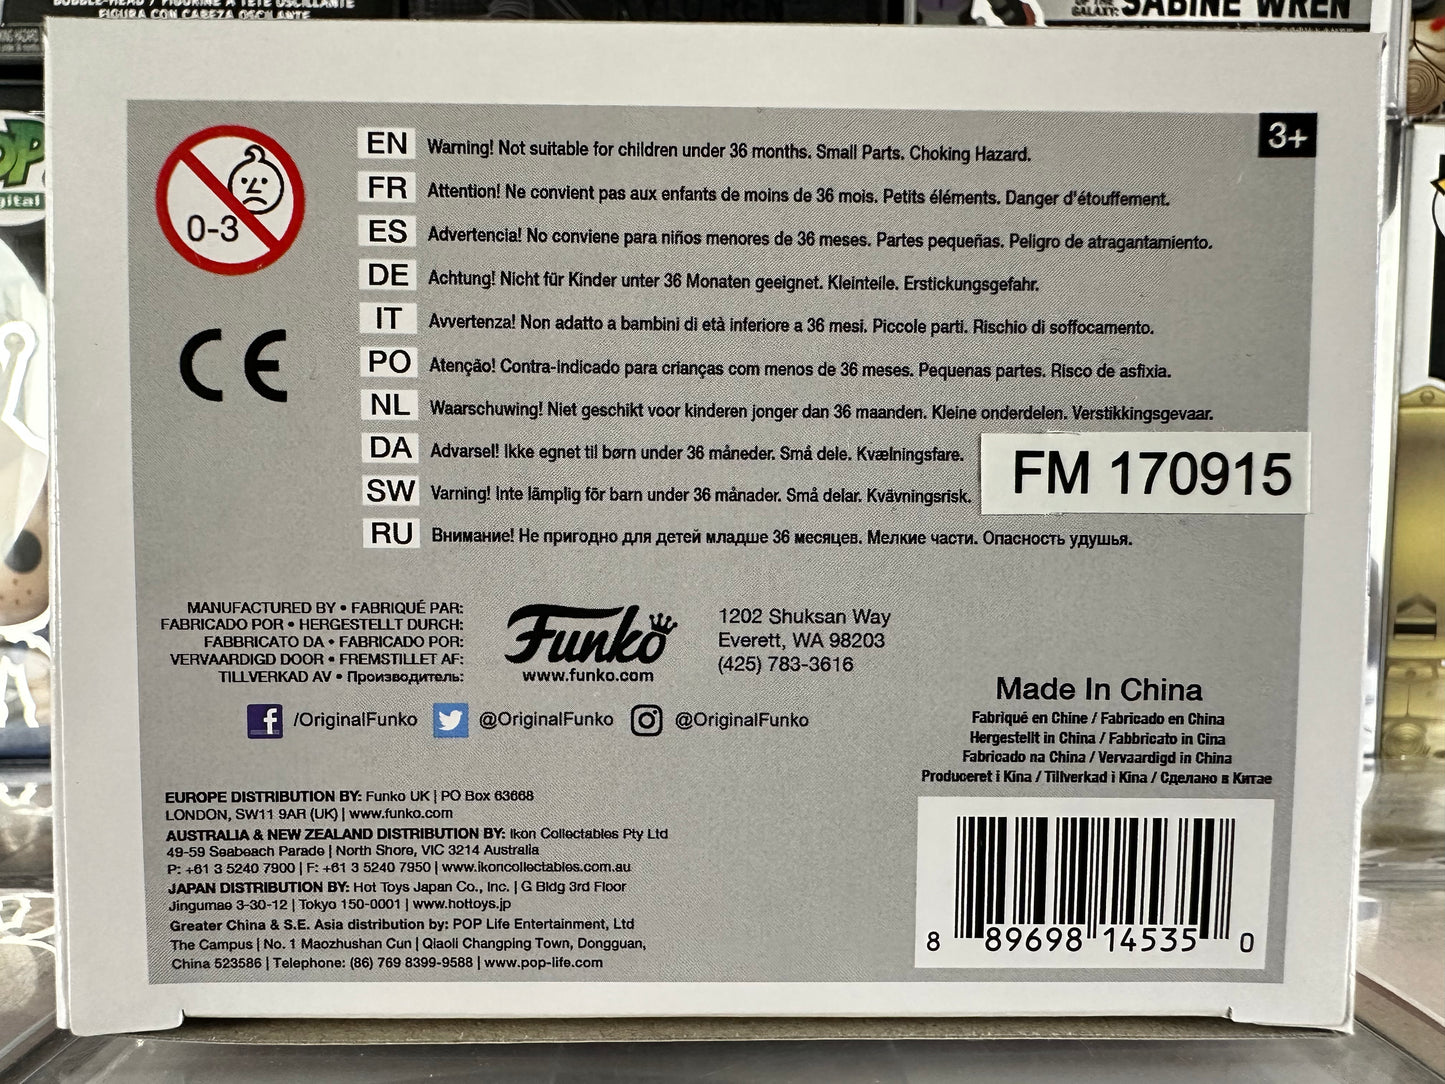 BOBBLE-HEAD / FIGURINE À TÊTE OSCILLANTE
FIGURA CON CABEZA OSCILANTE
GALAXY: SABINE WREN
POP
3+
0-3
CE
EN Warning! Not suitable for children under 36 months. Small Parts. Choking Hazard.
FR Attention! Ne convient pas aux enfants de moins de 36 mois. Petits éléments. Danger d'étouffement.
ES Advertencia! No conviene para niños menores de 36 meses. Partes pequeñas. Peligro de atragantamiento.
DE Achtung! Nicht für Kinder unter 36 Monaten geeignet. Kleinteile. Erstickungsgefahr.
IT Avvertenza! Non adatto a bambini di età inferiore a 36 mesi. Piccole parti. Rischio di soffocamento.
PO Atenção! Contra-indicado para crianças com menos de 36 meses. Pequenas partes. Risco de asfixia.
NL Waarschuwing! Niet geschikt voor kinderen jonger dan 36 maanden. Kleine onderdelen. Verstikkingsgevaar.
DA Advarsel! Ikke egnet til børn under 36 måneder. Små dele. Kvælningsfare.
SW Varning! Inte lämplig för barn under 36 månader. Små delar. Kvävningsrisk.
FM 170915
RU Внимание! Не пригодно для детей младше 36 месяцев. Мелкие части. Опасность удушья.
MANUFACTURED BY • FABRIQUÉ PAR:
FABRICADO POR • HERGESTELLT DURCH:
FABBRICATO DA • FABRICADO POR:
VERVAARDIGD DOOR • FREMSTILLET AF:
TILLVERKAD AV • Производитель:
Funko
www.funko.com
1202 Shuksan Way
Everett, WA 98203
(425) 783-3616
/OriginalFunko @OriginalFunko @OriginalFunko
Made In China
Fabriqué en Chine / Fabricado en China
Hergestellt in China / Fabbricato in Cina
Fabricado na China / Vervaardigd in China
Produceret i Kina / Tillverkad i Kina / Сделано в Китае
EUROPE DISTRIBUTION BY: Funko UK | PO Box 63668
LONDON, SW11 9AR (UK) | www.funko.com
AUSTRALIA & NEW ZEALAND DISTRIBUTION BY: Ikon Collectables Pty Ltd
49-59 Seabeach Parade | North Shore, VIC 3214 Australia
P: +61 3 5240 7900 | F: +61 3 5240 7950 | www.ikoncollectables.com.au
JAPAN DISTRIBUTION BY: Hot Toys Japan Co., Inc. | G Bldg 3rd Floor
Jingumae 3-30-12 | Tokyo 150-0001 | www.hottoys.jp
Greater China & S.E. Asia distribution by: POP Life Entertainment, Ltd
The Campus | No. 1 Maozhushan Cun | Qiaoli Changping Town, Dongguan,
China 523586 | Telephone: (86) 769 8399-9588 | www.pop-life.com
8 89698 14535 0